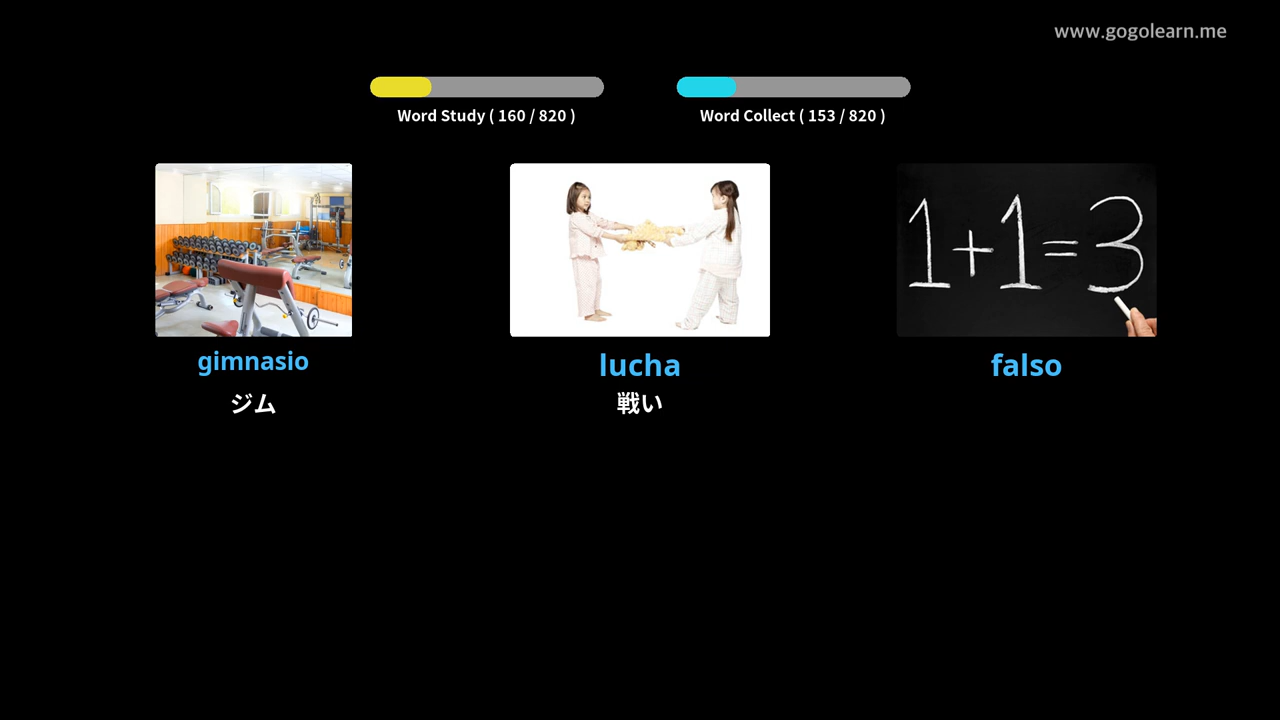 www.gogolearn.me
Word Study ( 160 / 820 )
Word Collect ( 153 / 820 )
1+1=3
gimnasio
lucha
falso
ジム
戦い